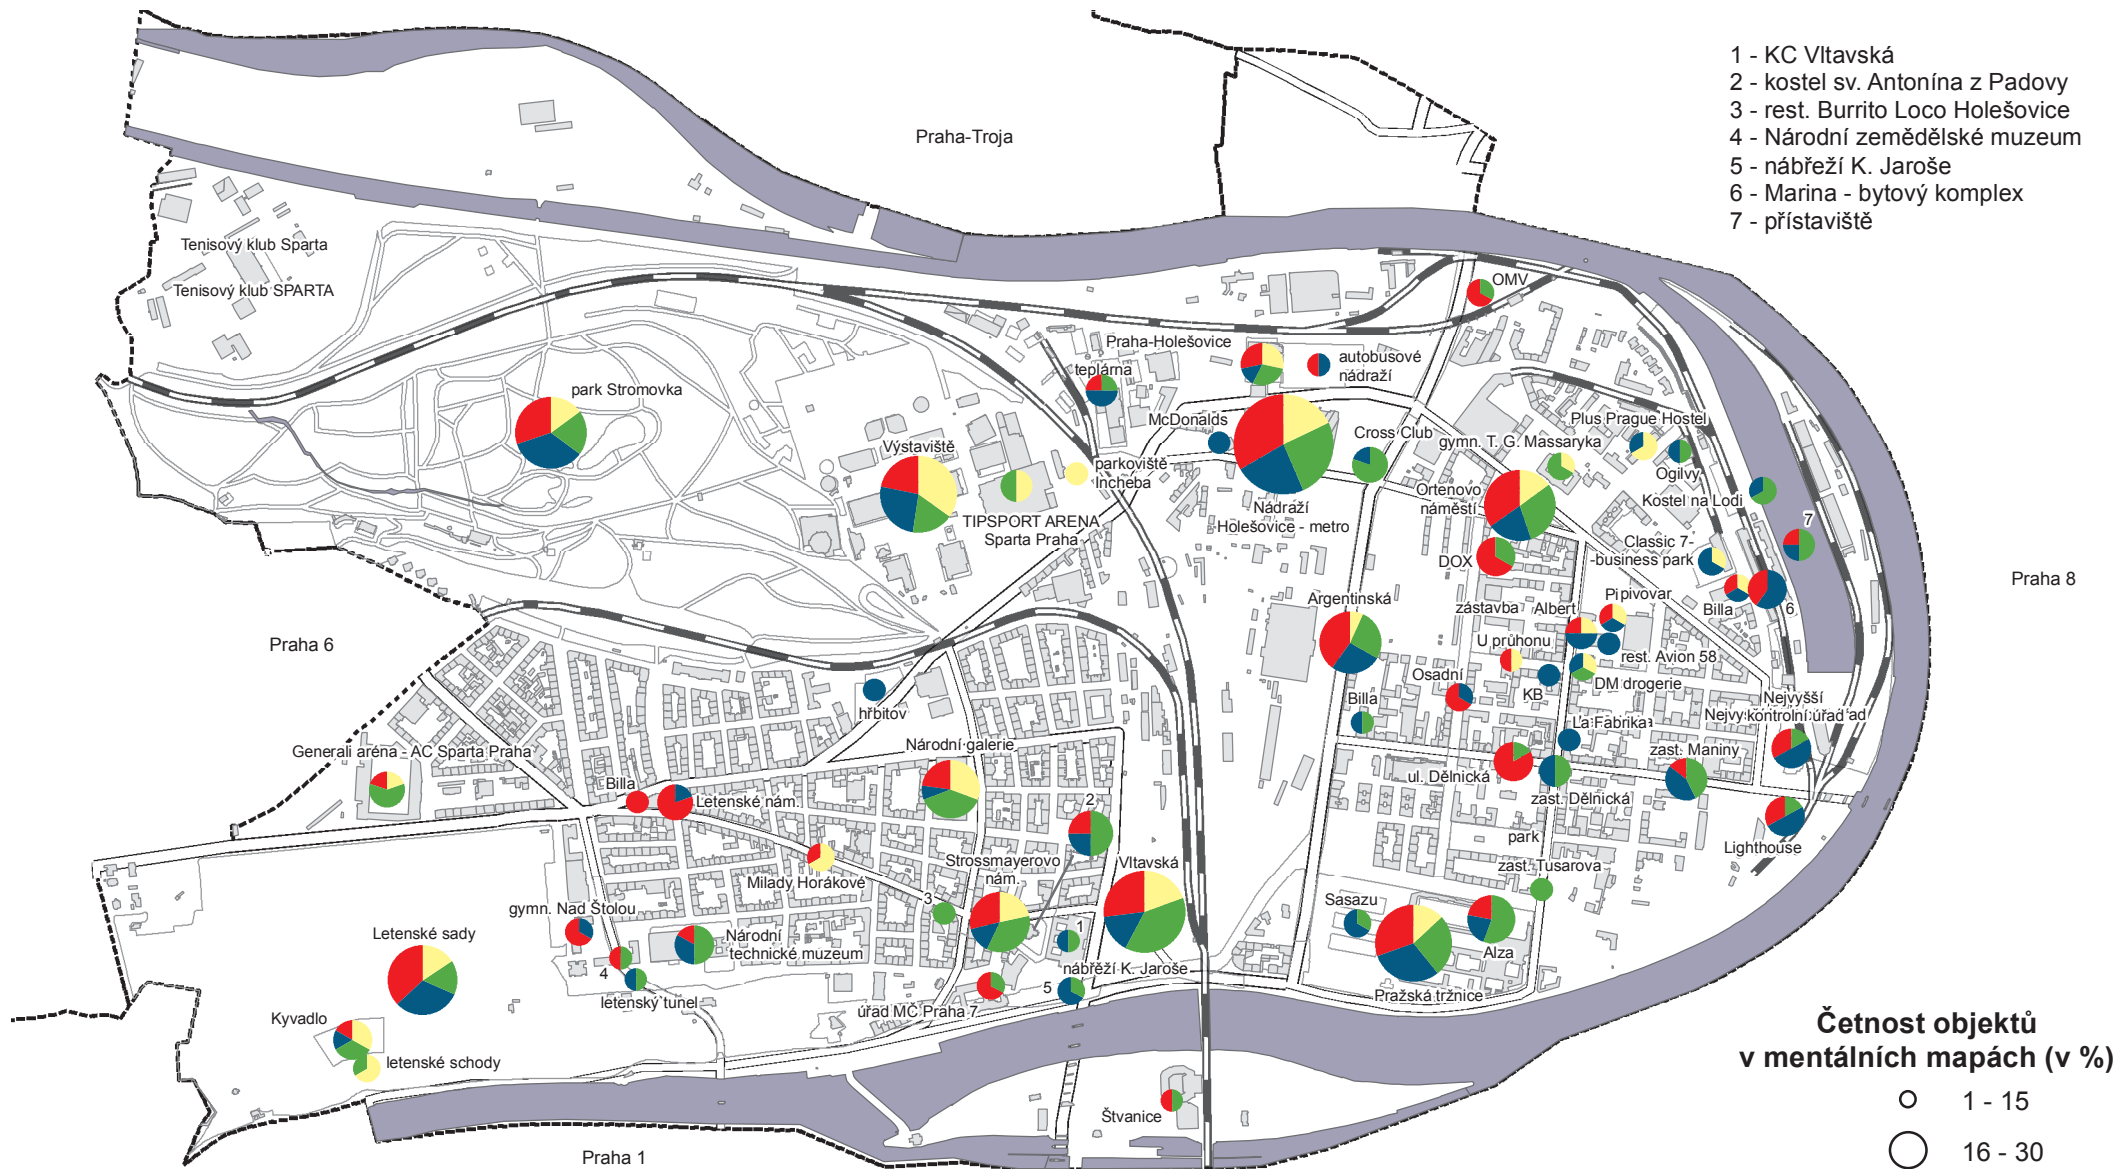 1 - KC Vltavská
2 - kostel sv. Antonína z Padovy
3 - rest. Burrito Loco Holešovice
4 - Národní zemědělské muzeum
5 - nábřeží K. Jaroše
6 - Marina - bytový komplex
7 - přístaviště
Praha-Troja
Tenisový klub Sparta
Tenisový klub SPARTA
OMV
Praha-Holešovice
autobusové
nádraží
teplárna
park Stromovka
McDonalds
Cross Club
Plus Prague Hostel
gymn. T. G. Massaryka
Výstaviště
parkoviště
Incheba
Ogilvy
Kostel na Lodi
Ortenovo
náměstí
Nádraží
Holešovice - metro
TIPSPORT ARENA
Sparta Praha
7
Classic 7-
-business park
DOX
Praha 8
Argentinská
zástavba
Albert
Pipivovar
Billa
6
Praha 6
U průhonu
rest. Avion 58
Osadní
KB
DM drogerie
Billa
Nejvyšší
kontrolní úřad
hřbitov
La Fabrika
Generali aréna - AC Sparta Praha
Národní galerie
zast. Maniny
ul. Dělnická
Billa
Letenské nám.
zast. Dělnická
2
park
Lighthouse
Strossmayerovo
nám.
Vltavská
zast. Tusarova
Milady Horákové
3
gymn. Nad Štolou
Sasazu
1
Letenské sady
Národní
technické muzeum
Alza
4
nábřeží K. Jaroše
5
Pražská tržnice
letenský tunel
úřad MČ Praha 7
Kyvadlo
letenské schody
Štvanice
Praha 1
Četnost objektů
v mentálních mapách (v %)
1 - 15
16 - 30